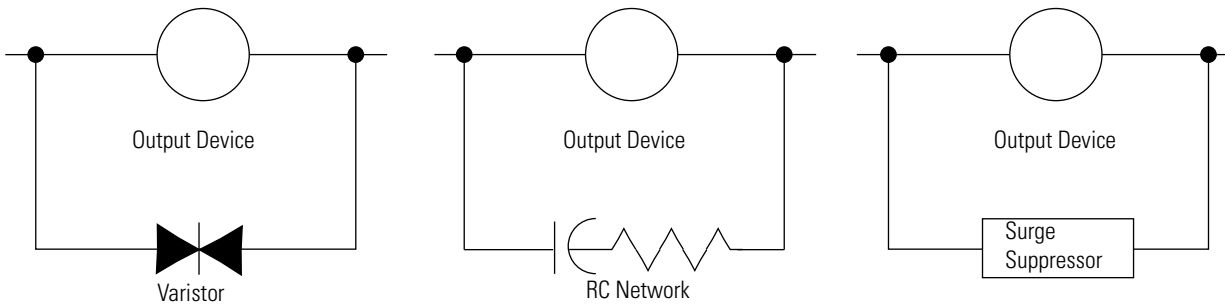 Output Device
Output Device
Output Device
Surge
Suppressor
Varistor
RC Network